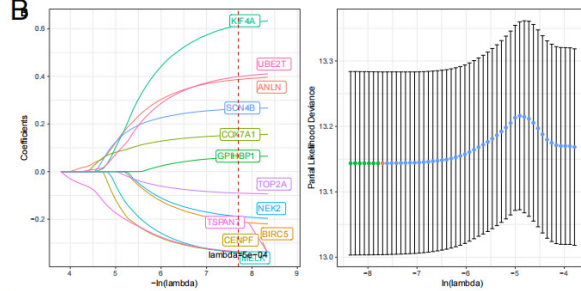 B
KIF4A
UBE2T
ANLN
SCN4B
COX7A1
GPIHBP1
TOP2A
NEK2
TSPAN7
BIRC5
CENPF
MELK
lambda=5e-04
0.6
0.4
0.2
0.0
−0.2
Coefficients
4 5 6 7 8 9
−ln(lambda)
13.3
13.2
13.1
13.0
Partial Likelihood Deviance
−8 −7 −6 −5 −4
ln(lambda)